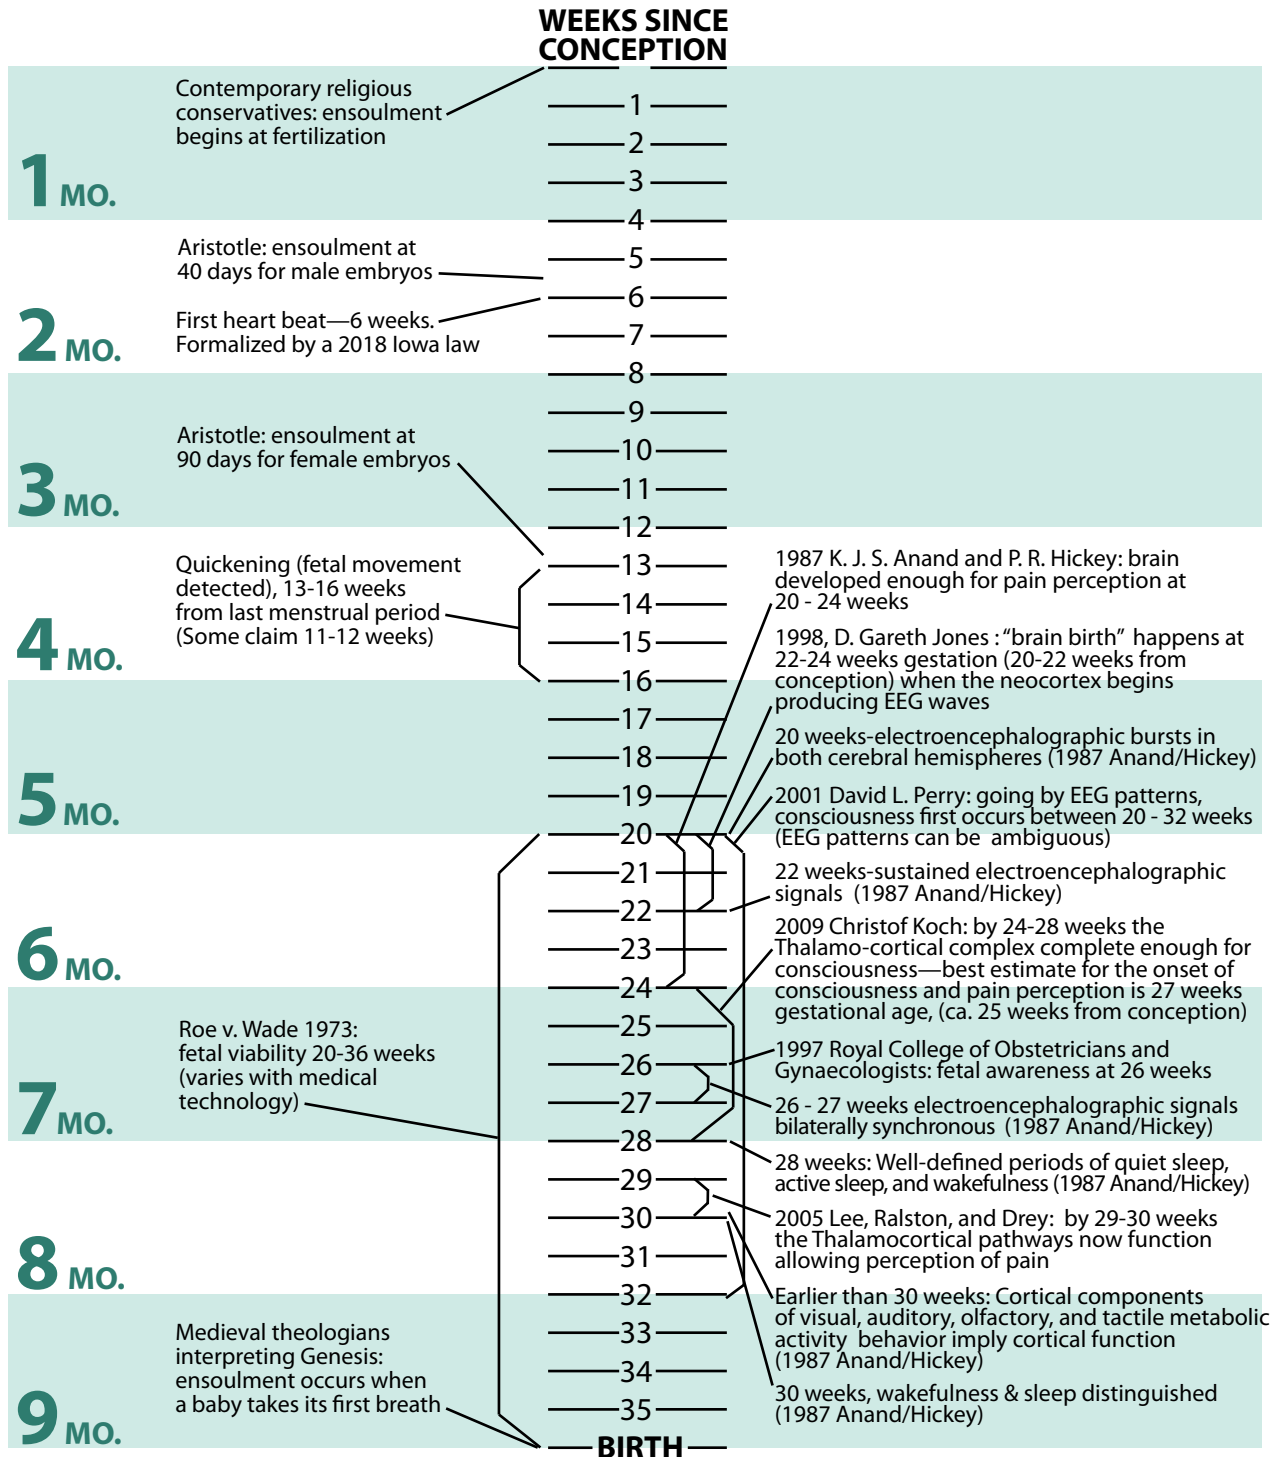 WEEKS SINCE
CONCEPTION
1 MO.
Contemporary religious
conservatives: ensoulment
begins at fertilization
1
2
3
4
2 MO.
Aristotle: ensoulment at
40 days for male embryos
First heart beat—6 weeks.
Formalized by a 2018 Iowa law
5
6
7
8
3 MO.
Aristotle: ensoulment at
90 days for female embryos
9
10
11
12
4 MO.
Quickening (fetal movement
detected), 13-16 weeks
from last menstrual period
(Some claim 11-12 weeks)
13
14
15
16
5 MO.
17
18
19
20
6 MO.
21
22
23
24
7 MO.
Roe v. Wade 1973:
fetal viability 20-36 weeks
(varies with medical
technology)
25
26
27
28
8 MO.
29
30
31
32
9 MO.
Medieval theologians
interpreting Genesis:
ensoulment occurs when
a baby takes its first breath
33
34
35
BIRTH
1987 K. J. S. Anand and P. R. Hickey: brain
developed enough for pain perception at
20 - 24 weeks
1998, D. Gareth Jones : “brain birth” happens at
22-24 weeks gestation (20-22 weeks from
conception) when the neocortex begins
producing EEG waves
20 weeks-electroencephalographic bursts in
both cerebral hemispheres (1987 Anand/Hickey)
2001 David L. Perry: going by EEG patterns,
consciousness first occurs between 20 - 32 weeks
(EEG patterns can be ambiguous)
22 weeks-sustained electroencephalographic
signals (1987 Anand/Hickey)
2009 Christof Koch: by 24-28 weeks the
Thalamo-cortical complex complete enough for
consciousness—best estimate for the onset of
consciousness and pain perception is 27 weeks
gestational age, (ca. 25 weeks from conception)
1997 Royal College of Obstetricians and
Gynaecologists: fetal awareness at 26 weeks
26 - 27 weeks electroencephalographic signals
bilaterally synchronous (1987 Anand/Hickey)
28 weeks: Well-defined periods of quiet sleep,
active sleep, and wakefulness (1987 Anand/Hickey)
2005 Lee, Ralston, and Drey: by 29-30 weeks
the Thalamocortical pathways now function
allowing perception of pain
Earlier than 30 weeks: Cortical components
of visual, auditory, olfactory, and tactile metabolic
activity behavior imply cortical function
(1987 Anand/Hickey)
30 weeks, wakefulness & sleep distinguished
(1987 Anand/Hickey)